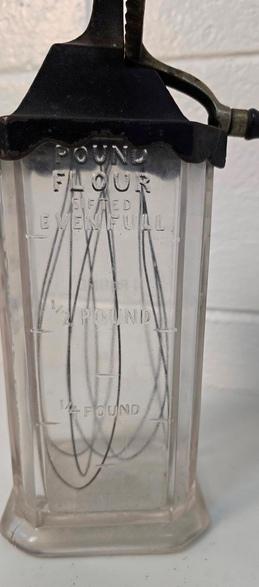 POUND
FLOUR
SIFTED
EVEN FULL
1/2 POUND
1/4 POUND